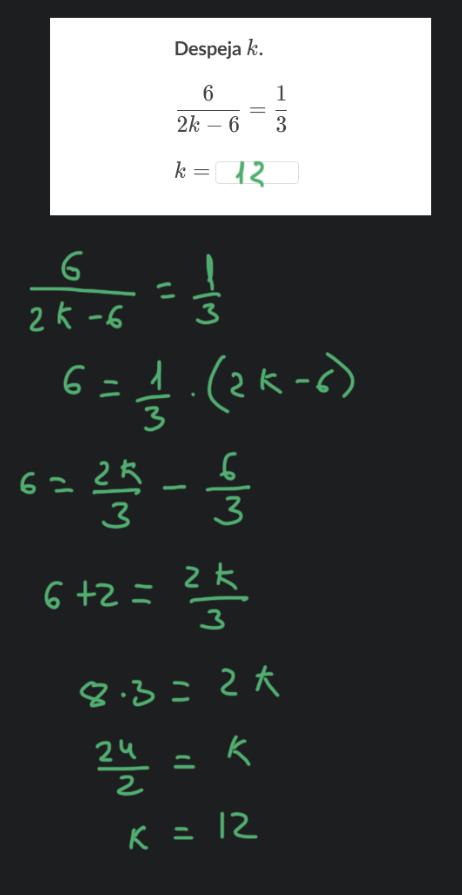 Despeja k.
6/(2k − 6) = 1/3
k = 12
6/(2k-6) = 1/3
6 = 1/3 · (2k-6)
6 = 2k/3 - 6/3
6+2 = 2k/3
8·3 = 2k
24/2 = k
k = 12